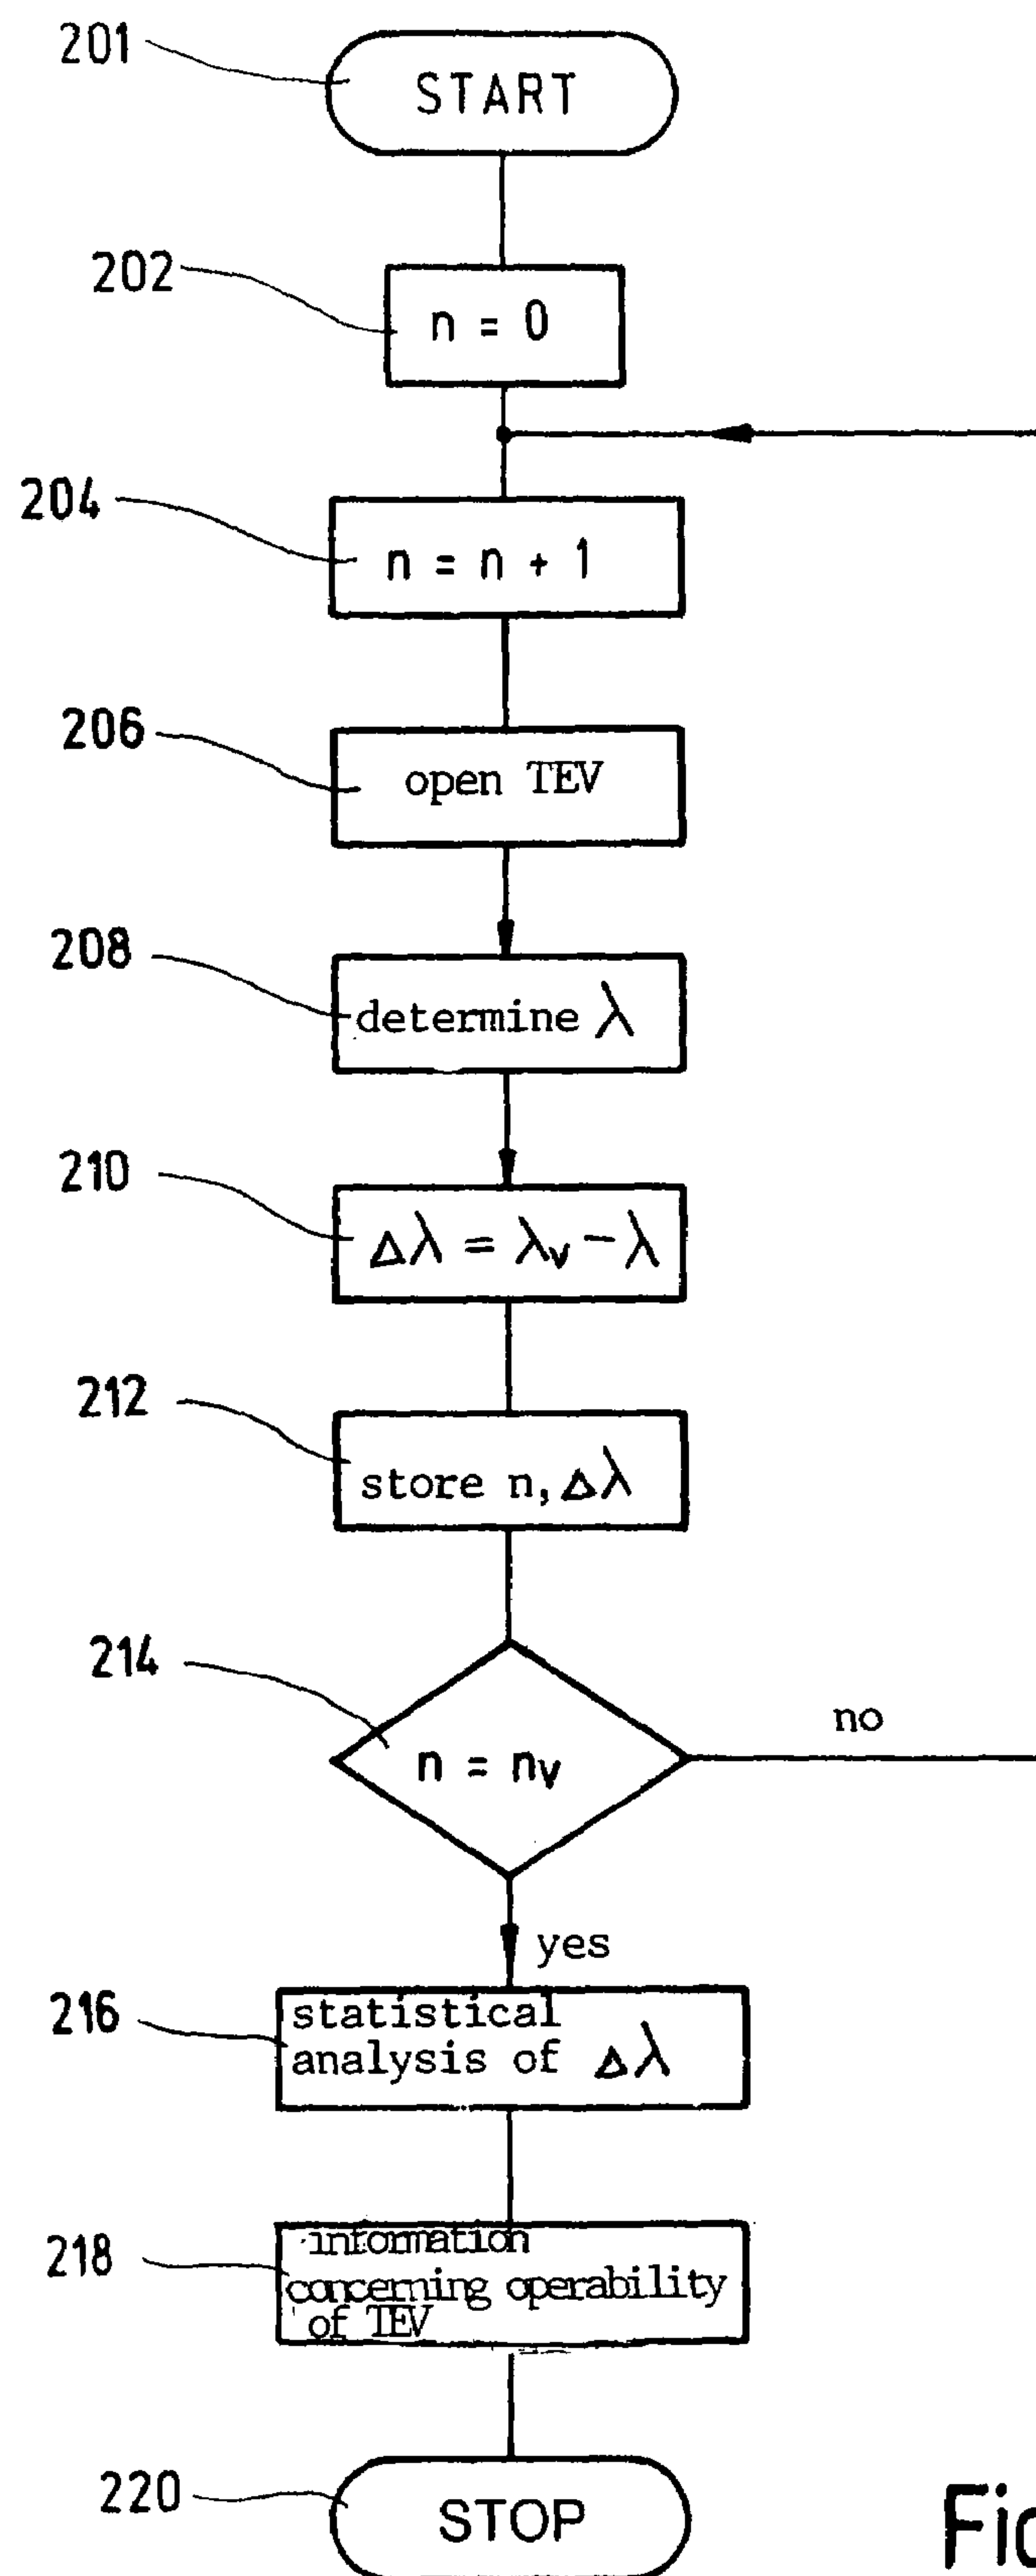 201
START
202
n = 0
204
n = n + 1
206
open TEV
208
determine λ
210
Δλ = λv − λ
212
store n, Δλ
214
n = nv
no
yes
216
statistical
analysis of Δλ
218
information
concerning operability
of TEV
220
STOP